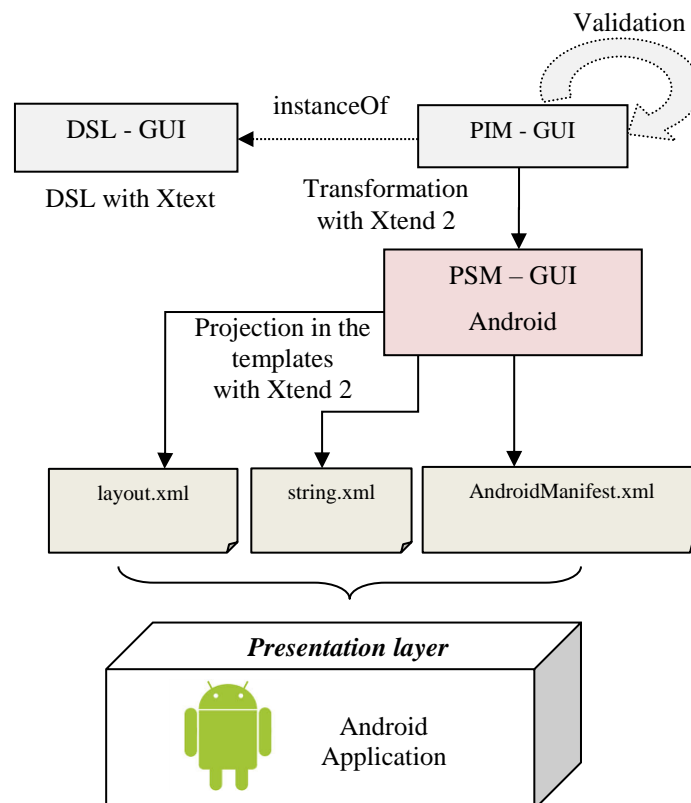 Validation
instanceOf
DSL - GUI
PIM - GUI
DSL with Xtext
Transformation
with Xtend 2
PSM – GUI
Android
Projection in the
templates
with Xtend 2
layout.xml
string.xml
AndroidManifest.xml
Presentation layer
Android
Application